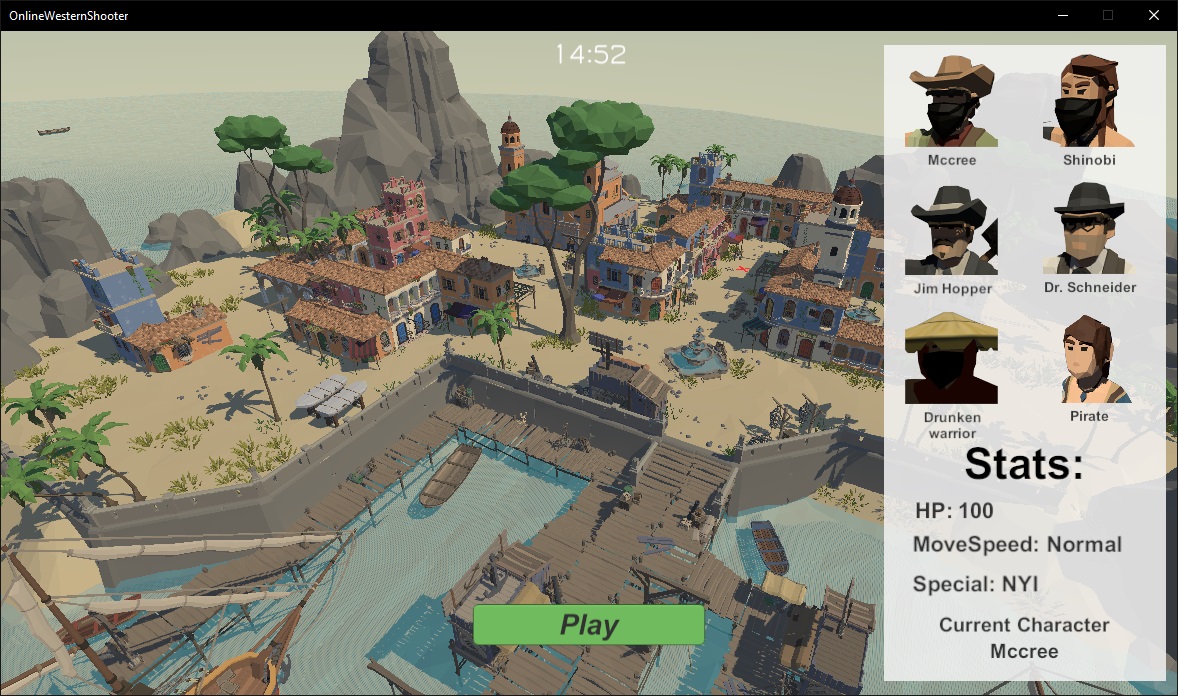 OnlineWesternShooter
14:52
Mccree
Shinobi
Jim Hopper
Dr. Schneider
Drunken
warrior
Pirate
Stats:
HP: 100
MoveSpeed: Normal
Special: NYI
Current Character
Mccree
Play